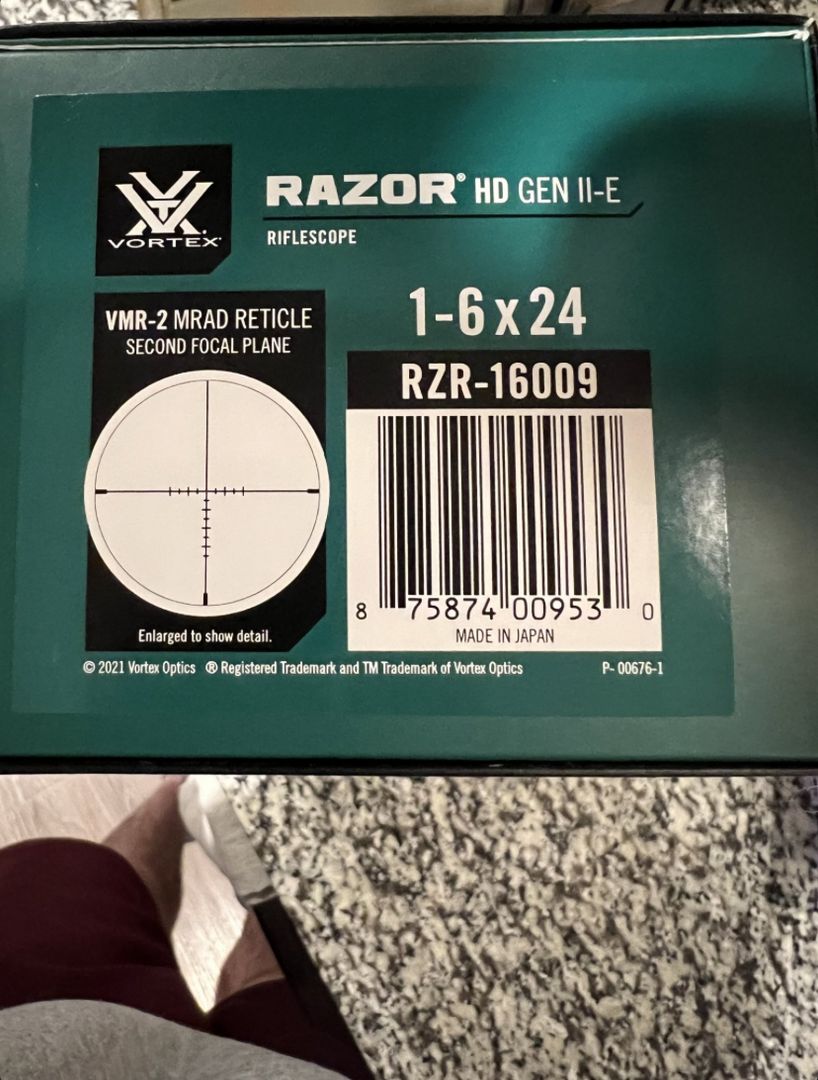 VORTEX®
RAZOR® HD GEN II-E
RIFLESCOPE
VMR-2 MRAD RETICLE
SECOND FOCAL PLANE
Enlarged to show detail.
1-6 x 24
RZR-16009
8 75874 00953 0
MADE IN JAPAN
© 2021 Vortex Optics ® Registered Trademark and TM Trademark of Vortex Optics
P- 00676-1